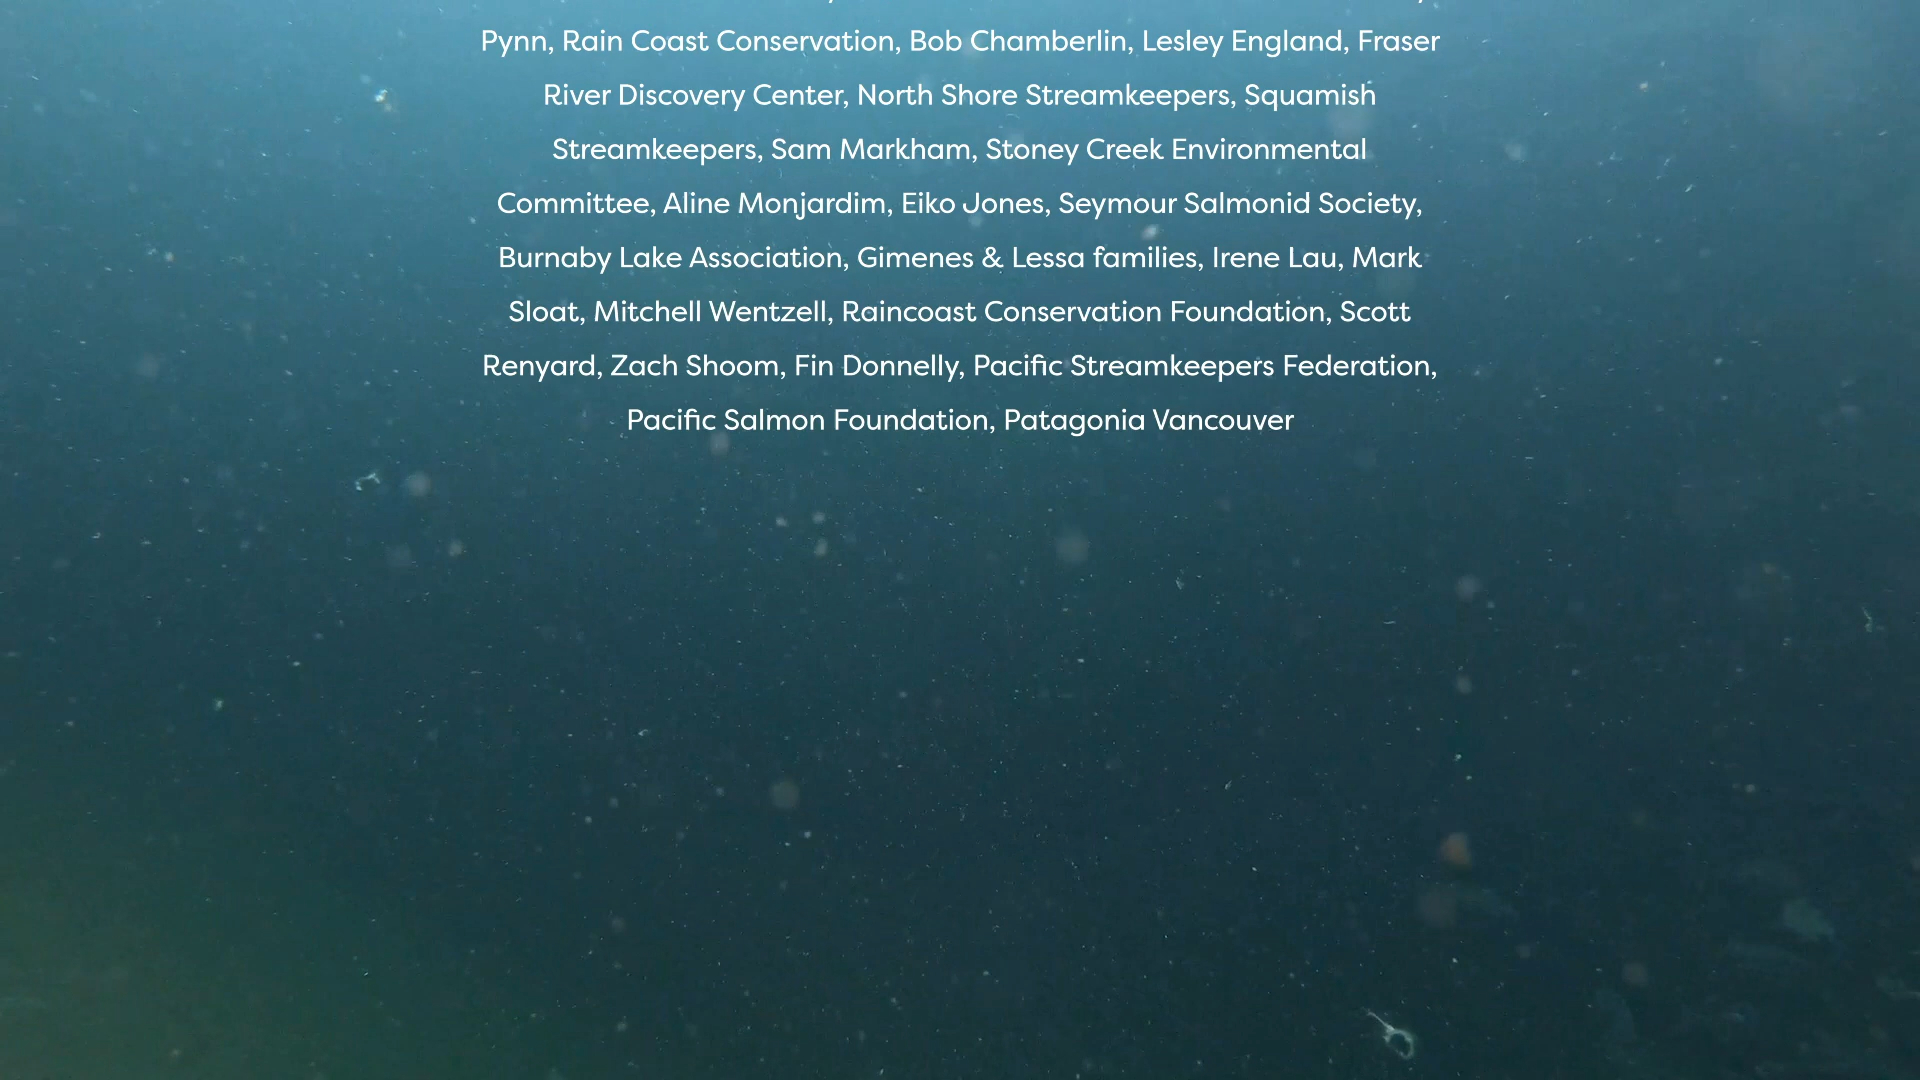 Pynn, Rain Coast Conservation, Bob Chamberlin, Lesley England, Fraser
River Discovery Center, North Shore Streamkeepers, Squamish
Streamkeepers, Sam Markham, Stoney Creek Environmental
Committee, Aline Monjardim, Eiko Jones, Seymour Salmonid Society,
Burnaby Lake Association, Gimenes & Lessa families, Irene Lau, Mark
Sloat, Mitchell Wentzell, Raincoast Conservation Foundation, Scott
Renyard, Zach Shoom, Fin Donnelly, Pacific Streamkeepers Federation,
Pacific Salmon Foundation, Patagonia Vancouver